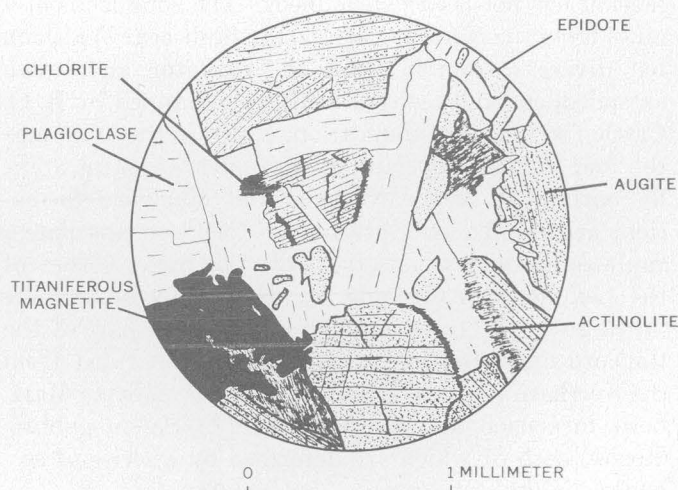 EPIDOTE
CHLORITE
PLAGIOCLASE
AUGITE
TITANIFEROUS
MAGNETITE
ACTINOLITE
0 1 MILLIMETER